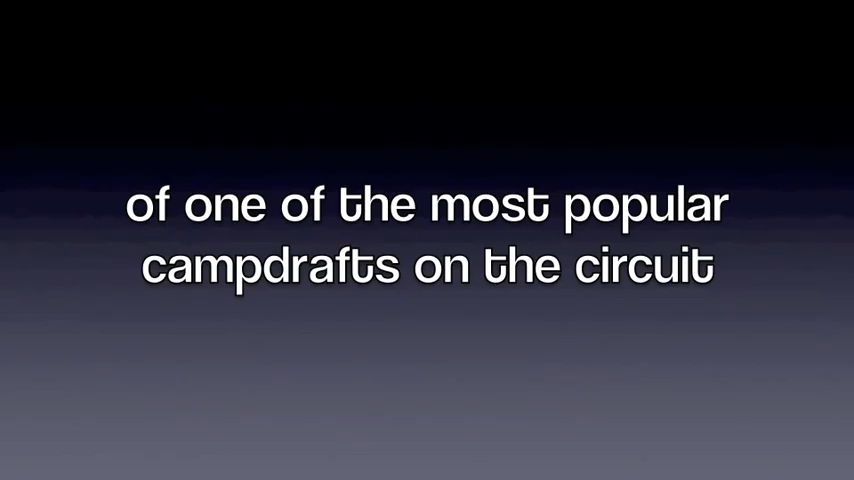 of one of the most popular
campdrafts on the circuit